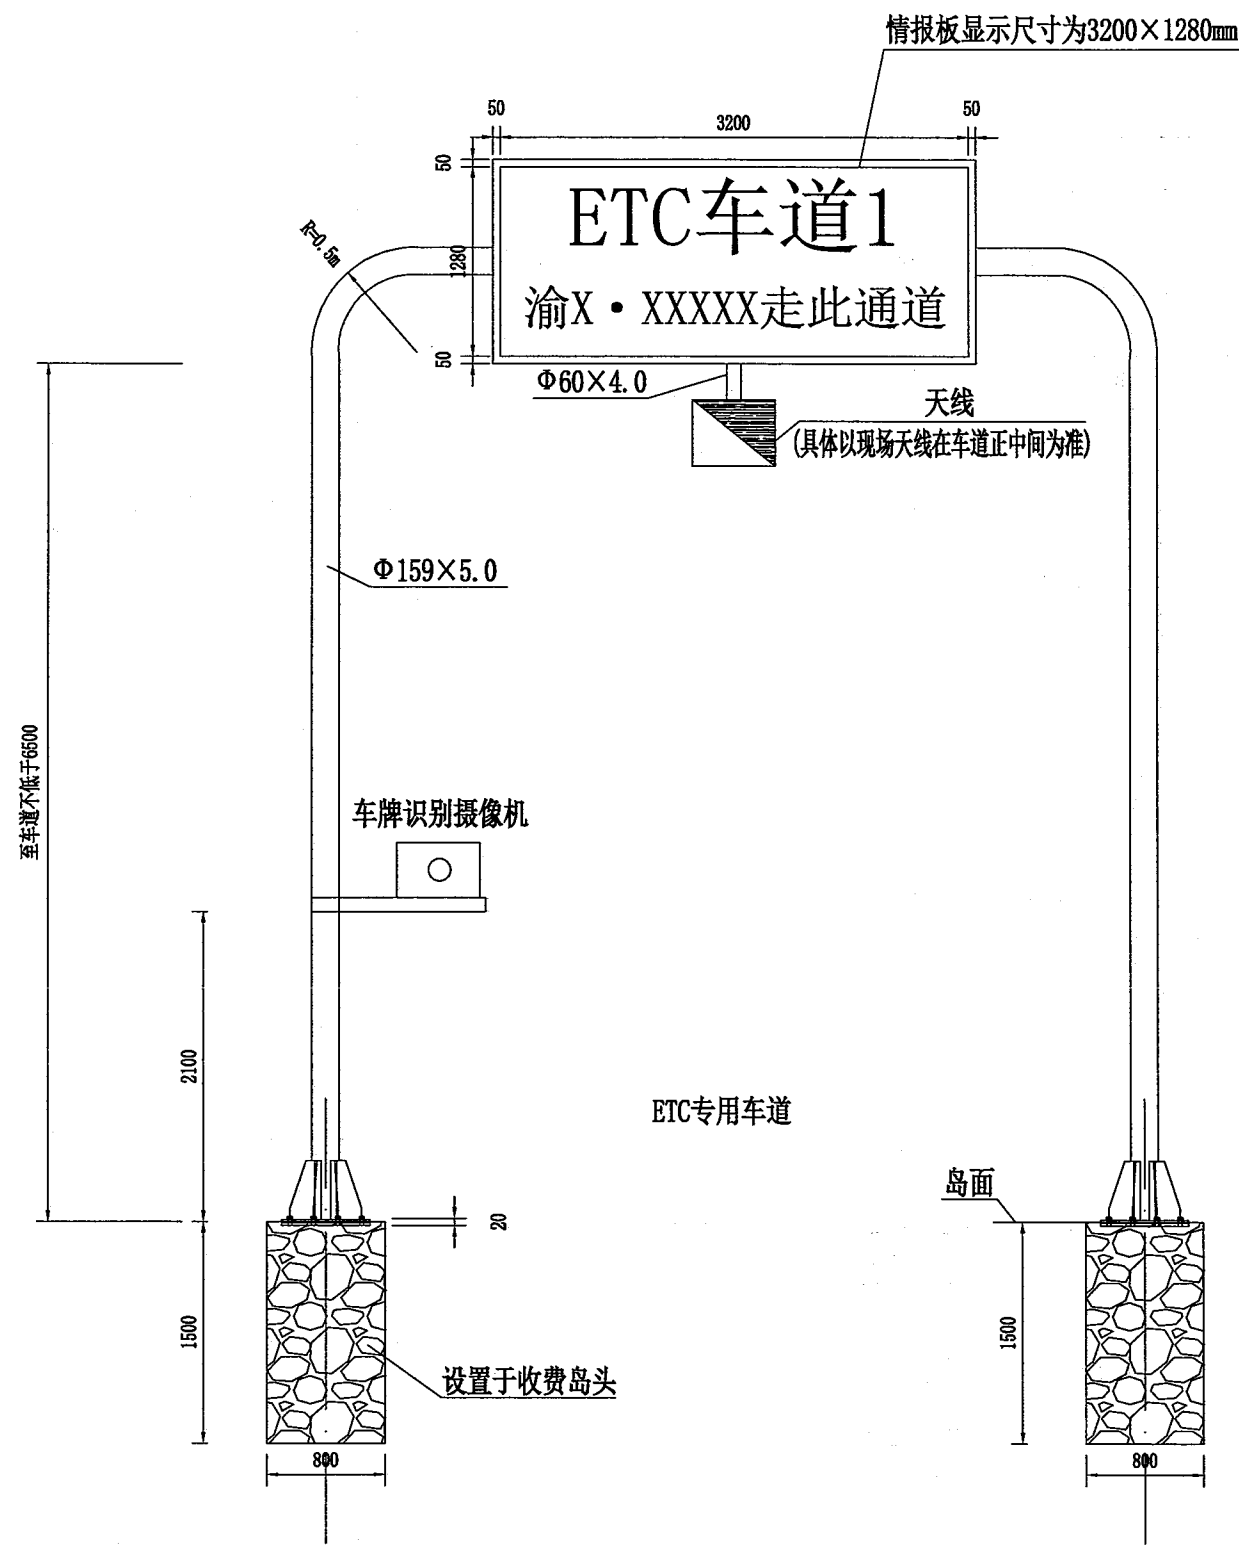 情报板显示尺寸为3200×1280mm
50
3200
50
50
ETC车道1
R=0.5m
1280
渝X·XXXXX走此通道
50
Φ60×4.0
天线
(具体以现场天线在车道正中间为准)
Φ159×5.0
至车道不低于6500
车牌识别摄像机
2100
ETC专用车道
岛面
20
1500
1500
设置于收费岛头
800
800